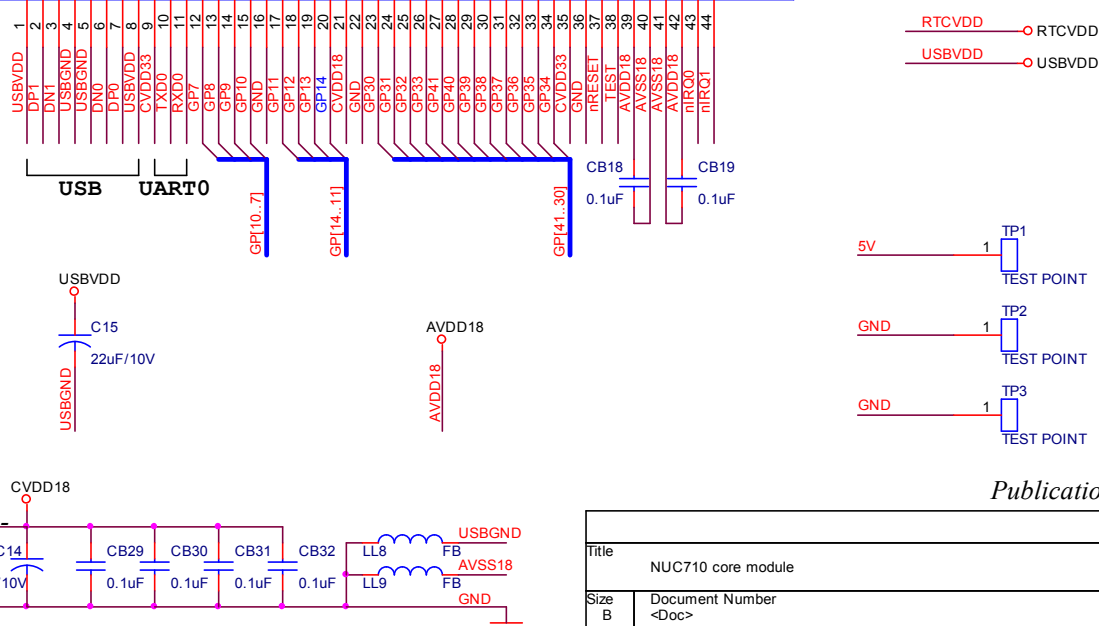 1
2
3
4
5
6
7
8
9
10
11
12
13
14
15
16
17
18
19
20
21
22
23
24
25
26
27
28
29
30
31
32
33
34
35
36
37
38
39
40
41
42
43
44
USBVDD
DP1
DN1
USBGND
USBGND
DN0
DP0
USBVDD
CVDD33
TXD0
RXD0
GP7
GP8
GP9
GP10
GND
GP11
GP12
GP13
GP14
CVDD18
GND
GP30
GP31
GP32
GP33
GP41
GP40
GP39
GP38
GP37
GP36
GP35
GP34
CVDD33
GND
nRESET
TEST
AVDD18
AVSS18
AVSS18
AVDD18
nIRQ0
nIRQ1
RTCVDD
RTCVDD
USBVDD
USBVDD
USB
UART0
GP[10..7]
GP[14..11]
GP[41..30]
CB18
0.1uF
CB19
0.1uF
USBVDD
C15
22uF/10V
USBGND
AVDD18
AVDD18
5V
1
TP1
TEST POINT
GND
1
TP2
TEST POINT
GND
1
TP3
TEST POINT
CVDD18
C14
/10V
CB29
0.1uF
CB30
0.1uF
CB31
0.1uF
CB32
0.1uF
LL8
FB
USBGND
LL9
FB
AVSS18
GND
Publicatio
Title
NUC710 core module
Size
B
Document Number
<Doc>